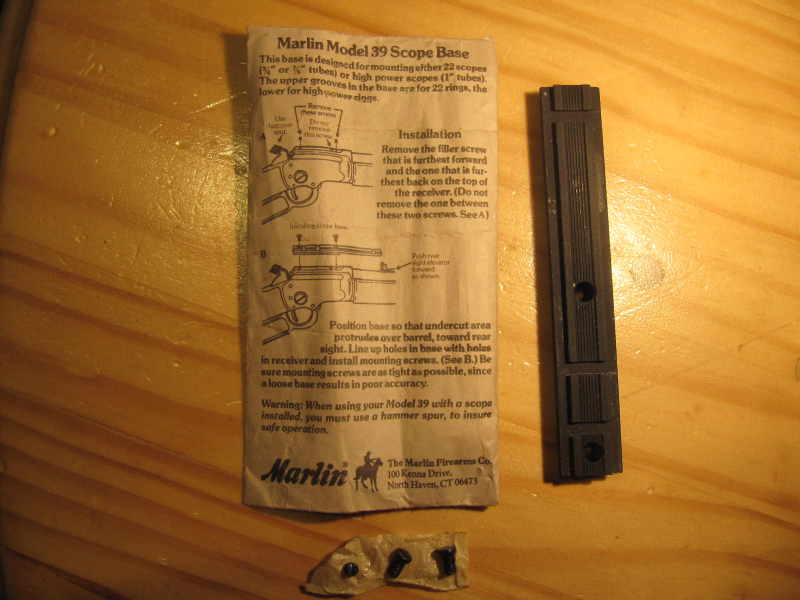 Marlin Model 39 Scope Base
This base is designed for mounting either 22 scopes
(¾" or ⅞" tubes) or high power scopes (1" tubes).
The upper grooves in the base are for 22 rings, the
lower for high power rings.
Remove
these screws
Use
hammer
spur.
Do not
remove
this screw
A
Installation
Remove the filler screw
that is furthest forward
and the one that is fur-
thest back on the top of
the receiver. (Do not
remove the one between
these two screws. See A)
Installing scope base
B
Push rear
sight elevator
forward
as shown.
Position base so that undercut area
protrudes over barrel, toward rear
sight. Line up holes in base with holes
in receiver and install mounting screws. (See B.) Be
sure mounting screws are as tight as possible, since
a loose base results in poor accuracy.
Warning: When using your Model 39 with a scope
installed, you must use a hammer spur, to insure
safe operation.
Marlin®
The Marlin Firearms Co.
100 Kenna Drive,
North Haven, CT 06473